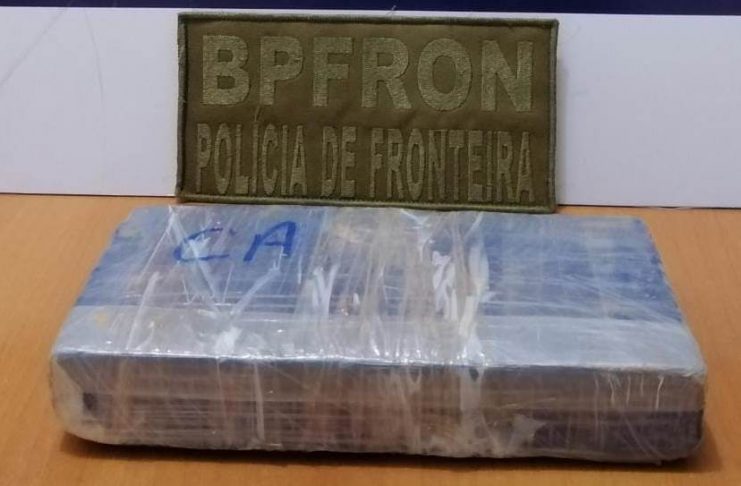 BPFRON
POLÍCIA DE FRONTEIRA
CA